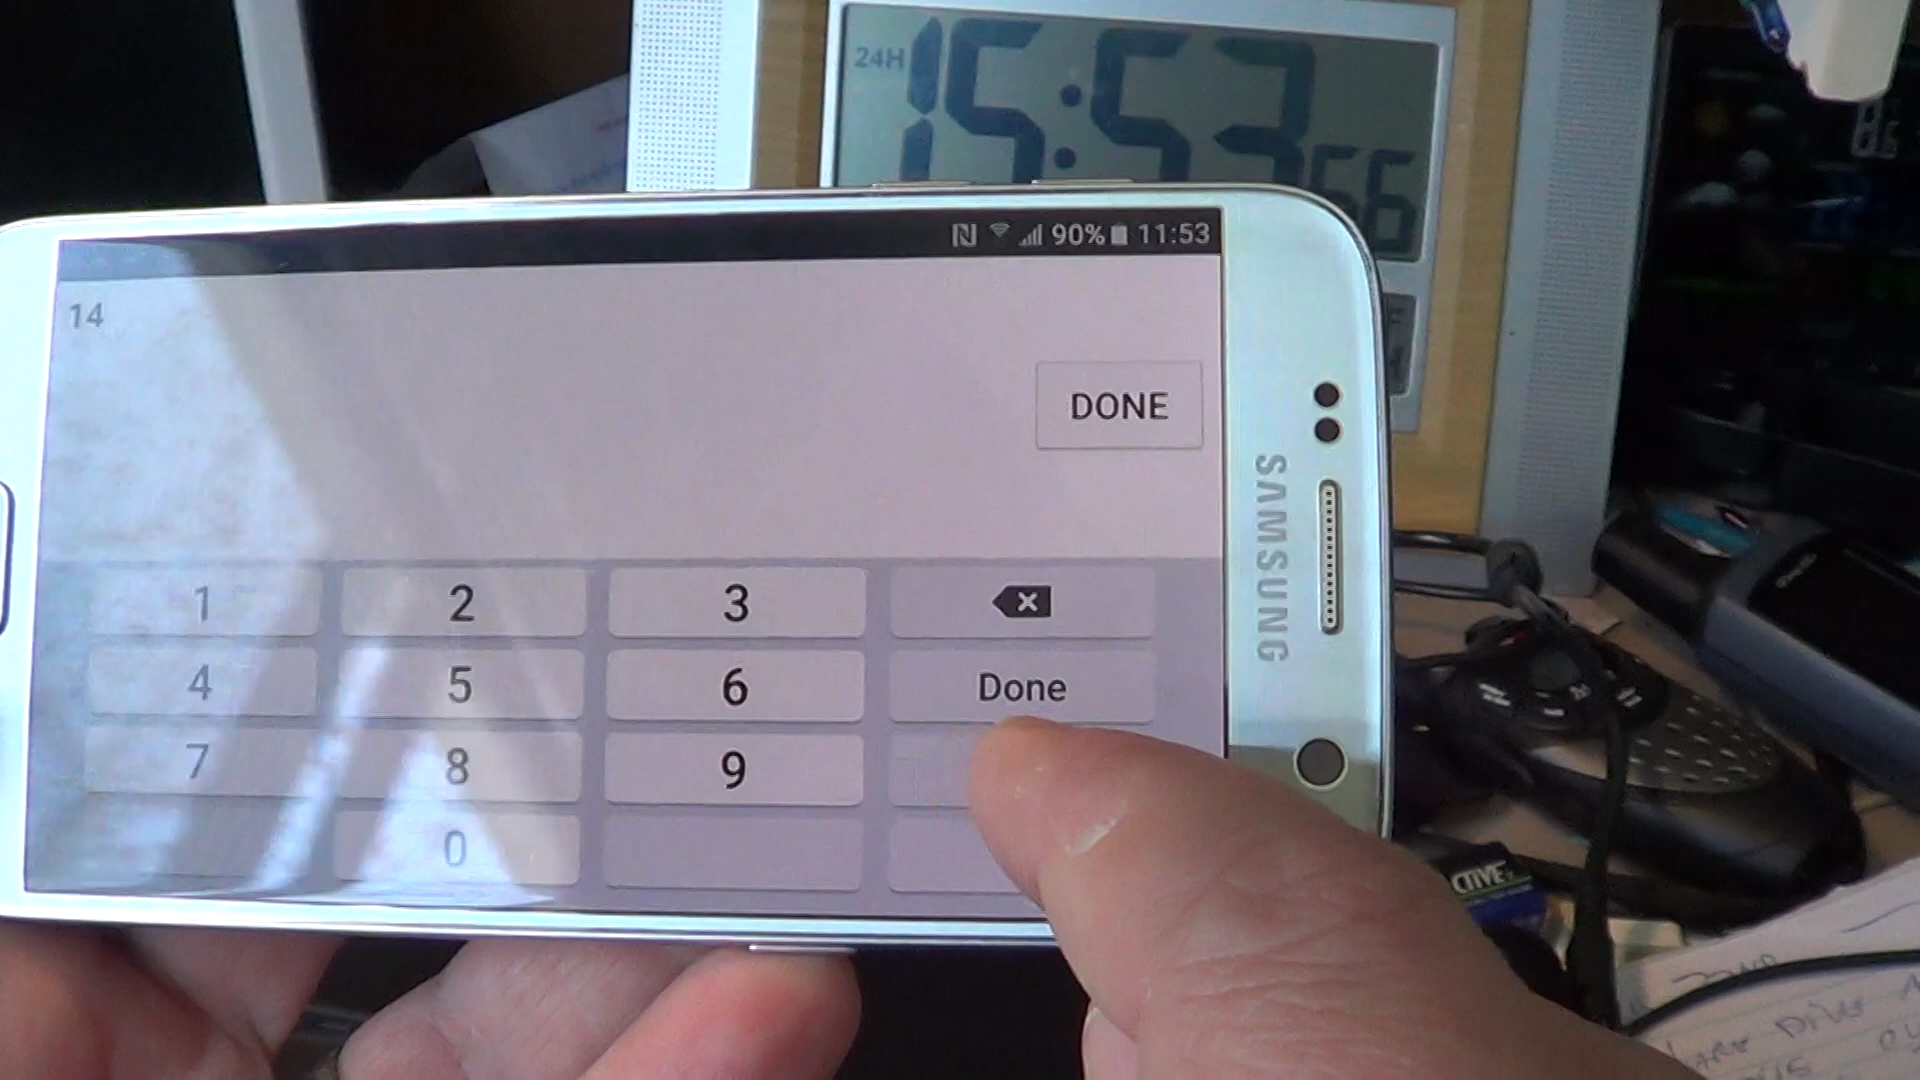 24H 15:53 56
90% 11:53
14
DONE
1 2 3
4 5 6 Done
7 8 9
0
SAMSUNG
CTIVE